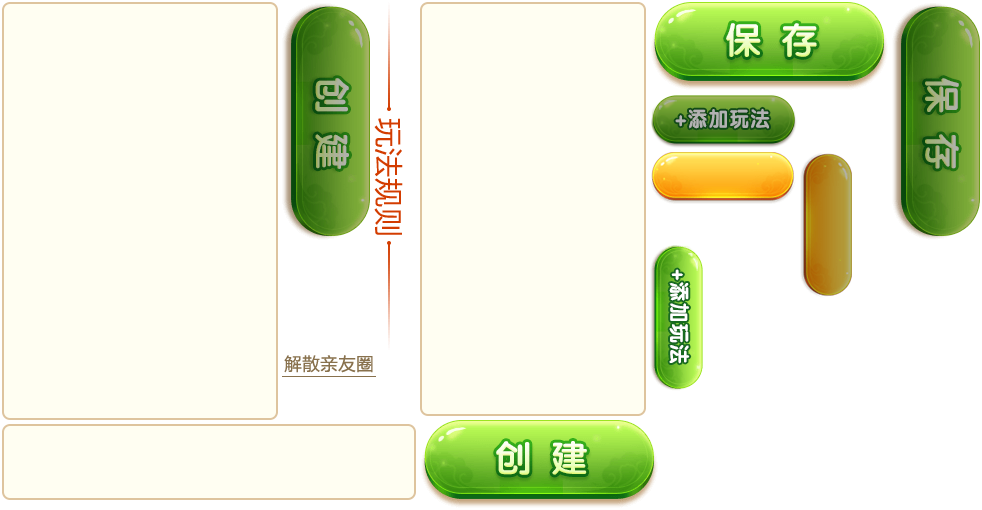 创建
玩法规则
解散亲友圈
保存
+添加玩法
保存
+添加玩法
创建